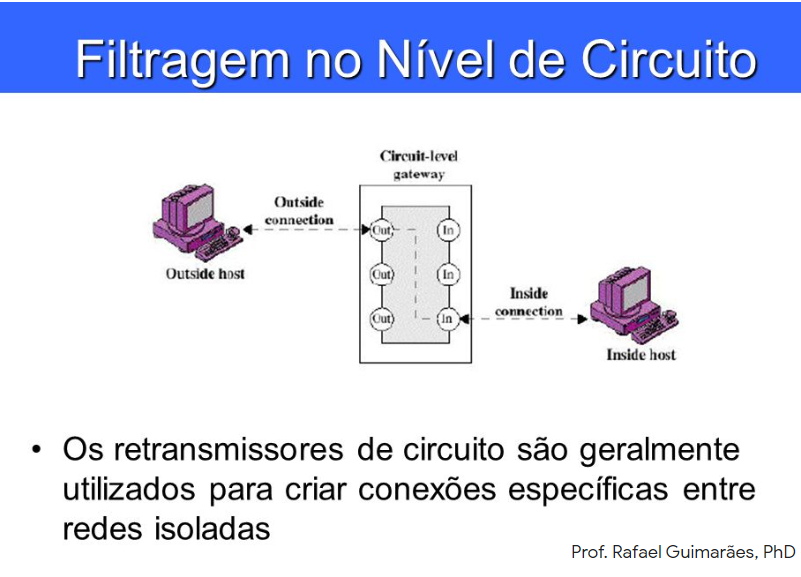 Filtragem no Nível de Circuito
Circuit-level
gateway
Outside
connection
Out
In
Outside host
Out
In
Inside
connection
Out
In
Inside host
• Os retransmissores de circuito são geralmente
utilizados para criar conexões específicas entre
redes isoladas
Prof. Rafael Guimarães, PhD